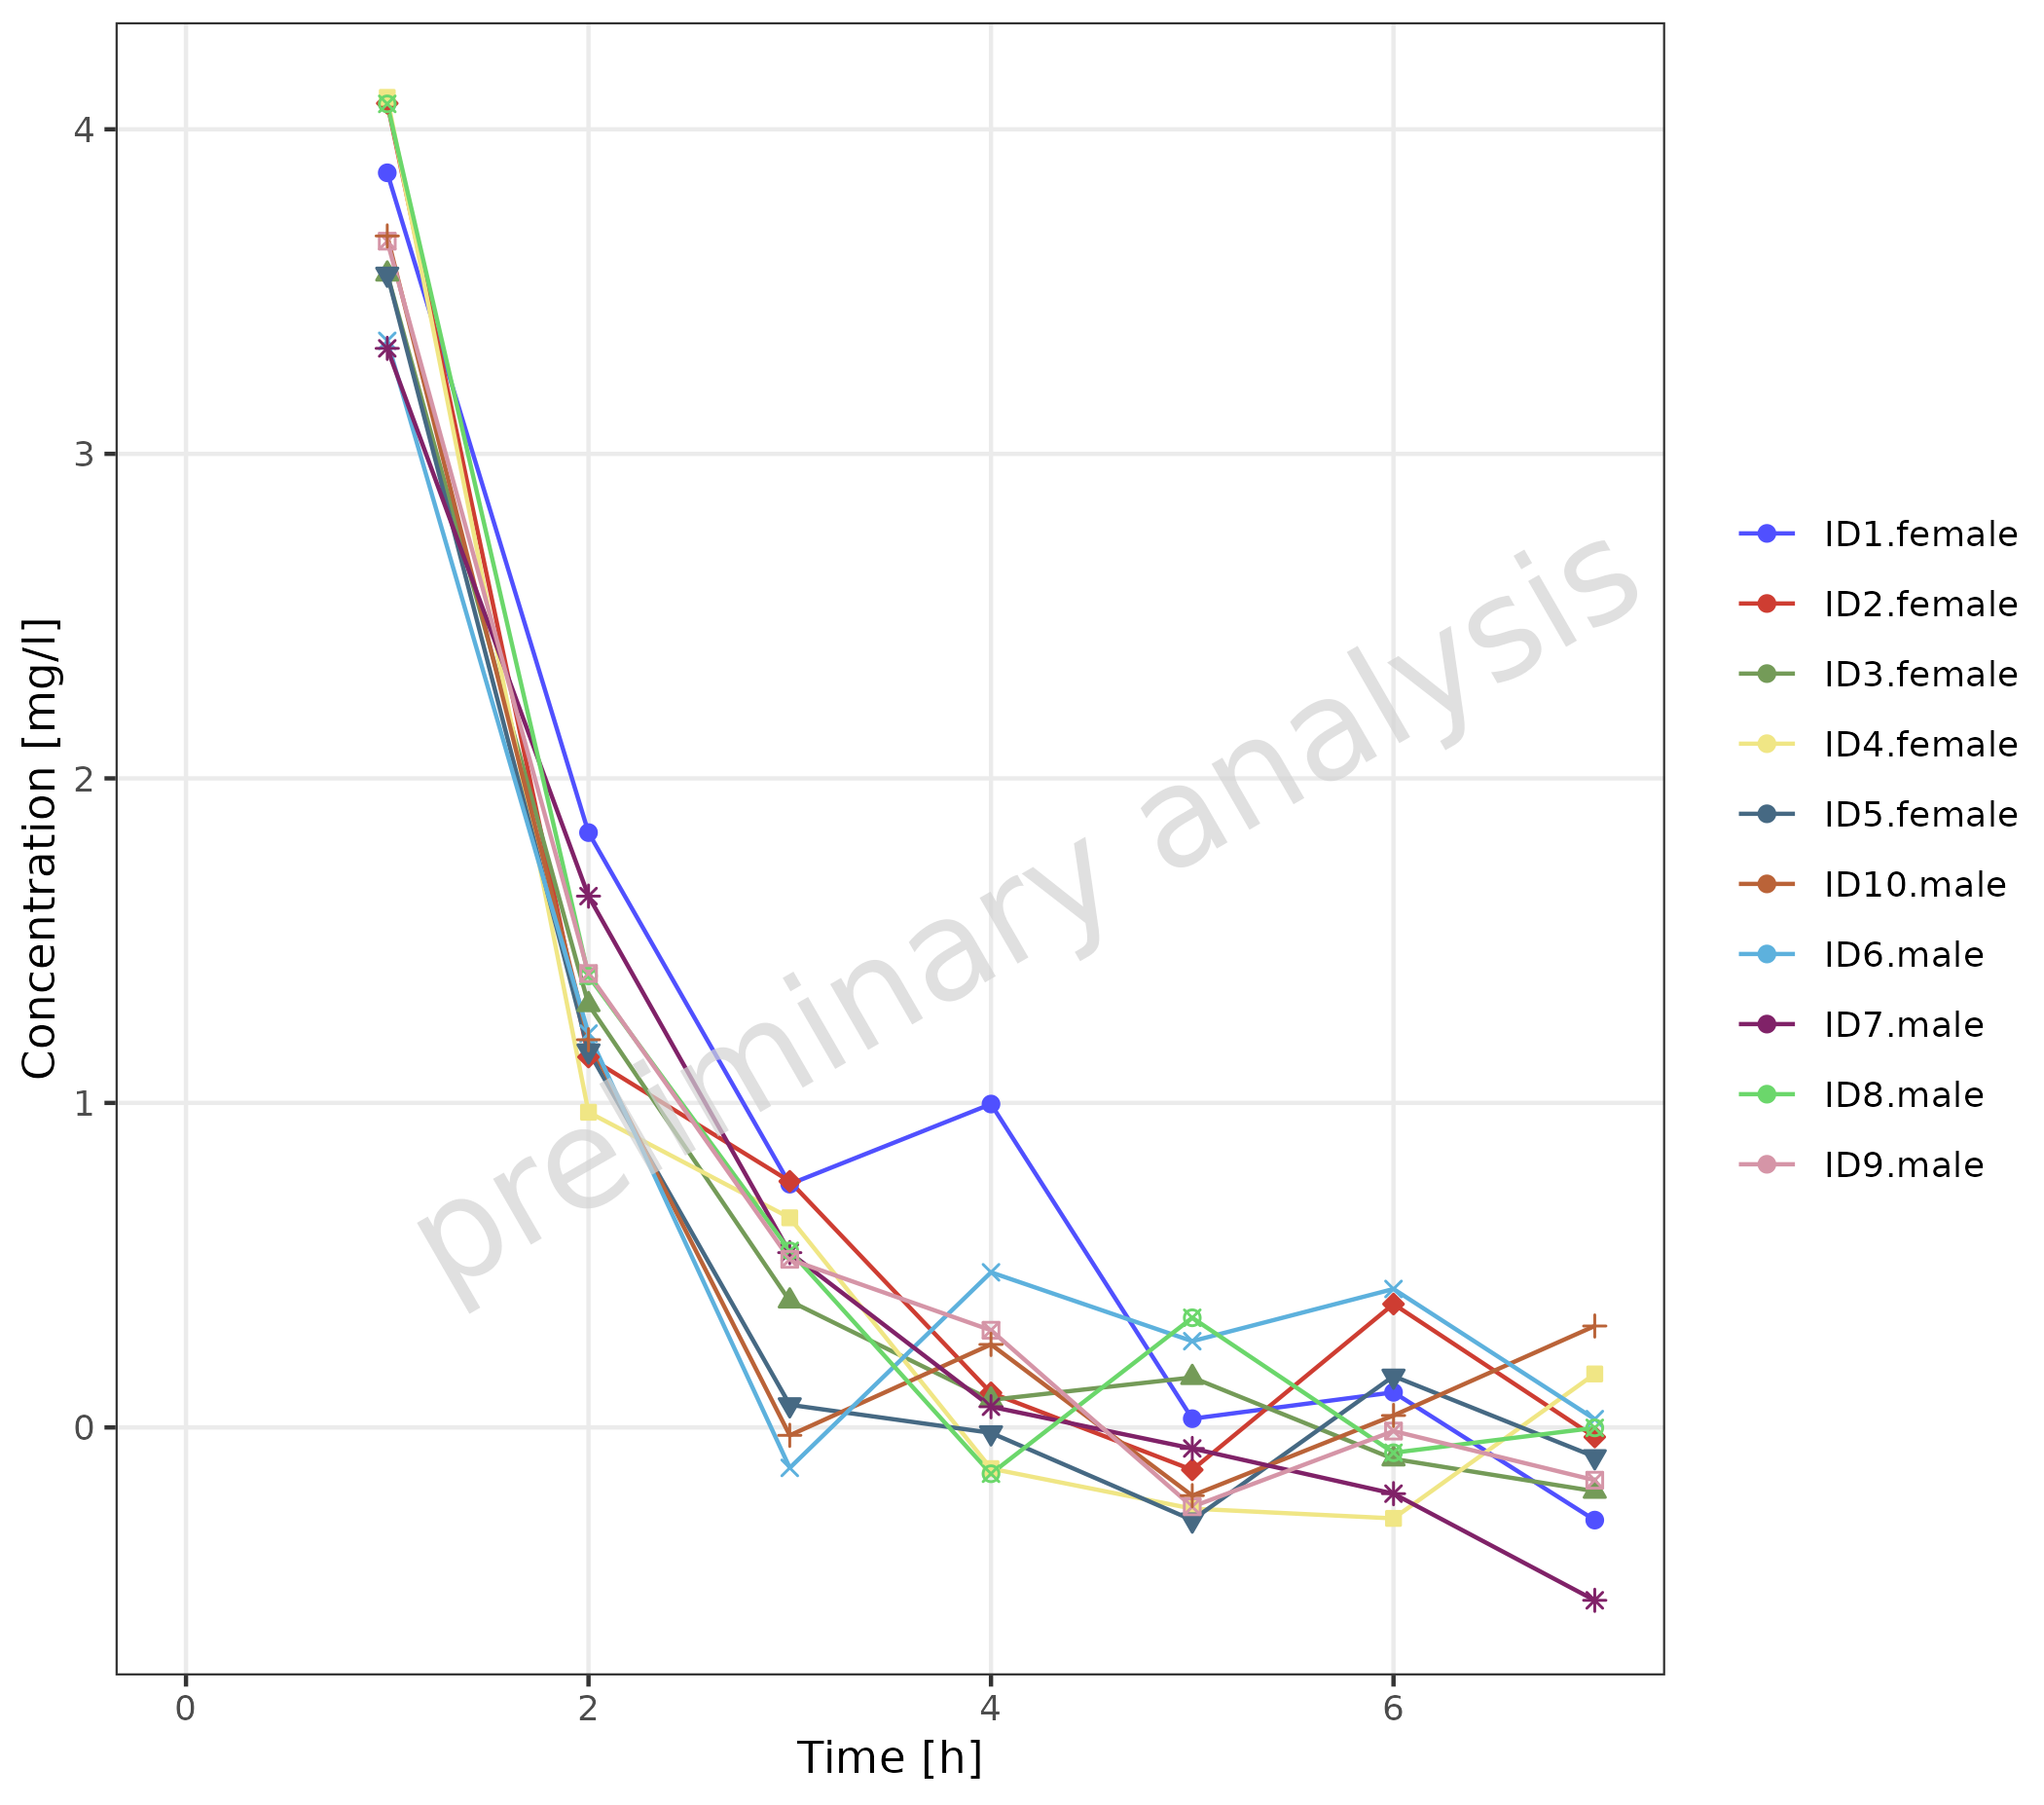 4
3
2
1
0
0
2
4
6
Concentration [mg/l]
Time [h]
preliminary analysis
ID1.female
ID2.female
ID3.female
ID4.female
ID5.female
ID10.male
ID6.male
ID7.male
ID8.male
ID9.male